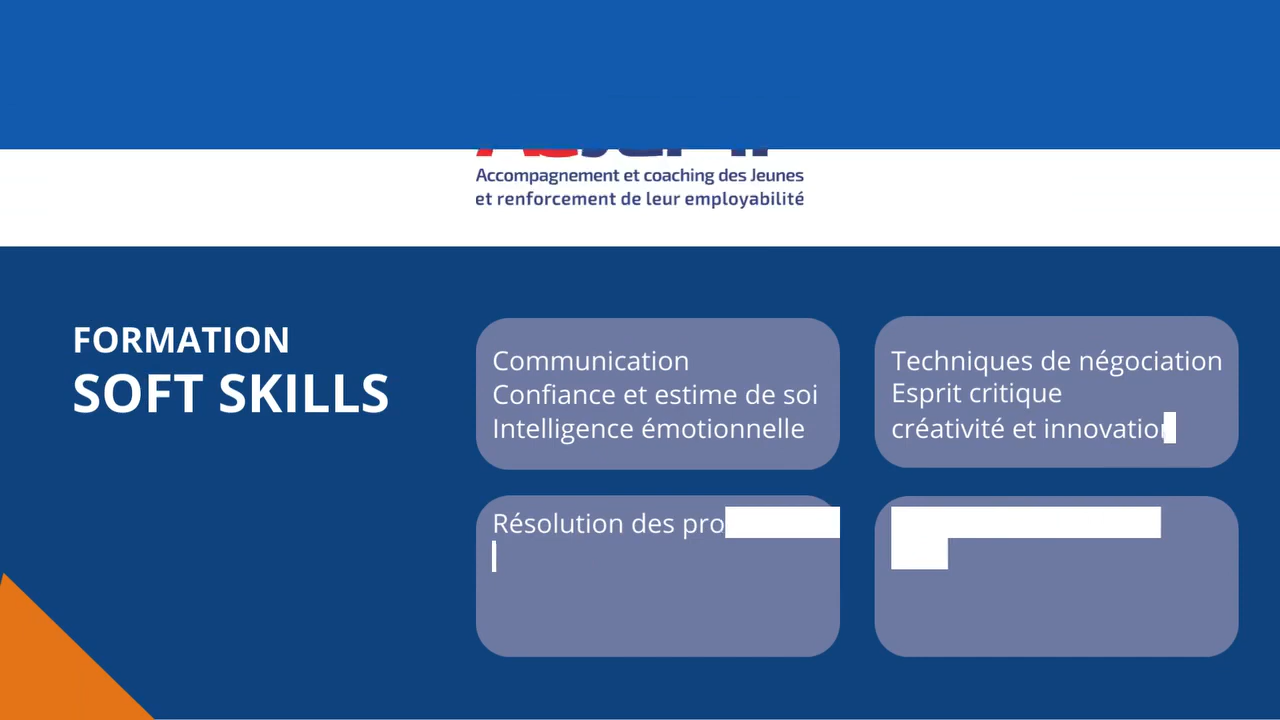 Accompagnement et coaching des Jeunes
et renforcement de leur employabilité
FORMATION
SOFT SKILLS
Communication
Confiance et estime de soi
Intelligence émotionnelle
Techniques de négociation
Esprit critique
créativité et innovation
Résolution des pro